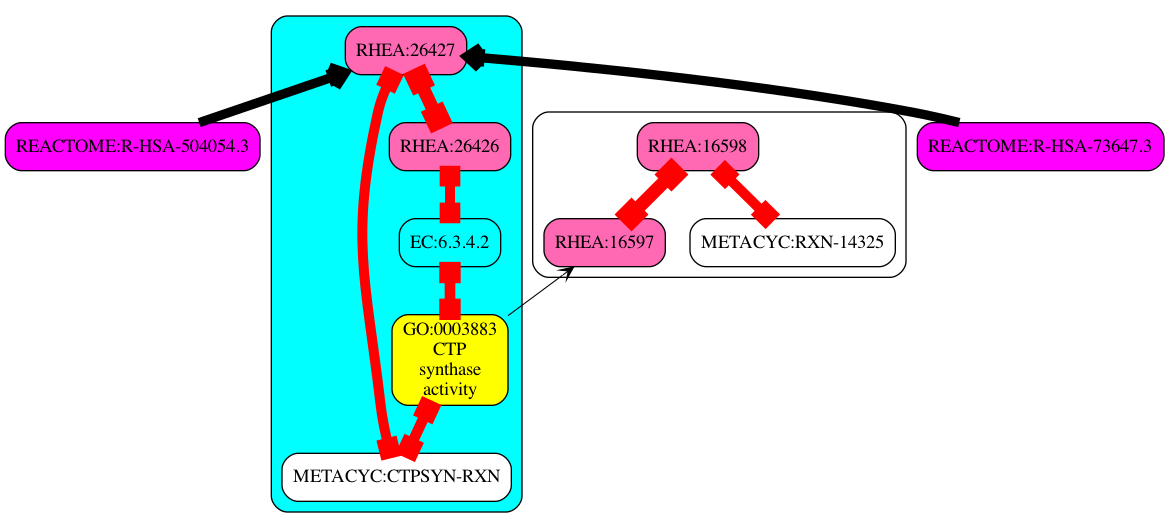 RHEA:26427
REACTOME:R-HSA-504054.3
RHEA:26426
RHEA:16598
REACTOME:R-HSA-73647.3
EC:6.3.4.2
RHEA:16597
METACYC:RXN-14325
GO:0003883
CTP
synthase
activity
METACYC:CTPSYN-RXN